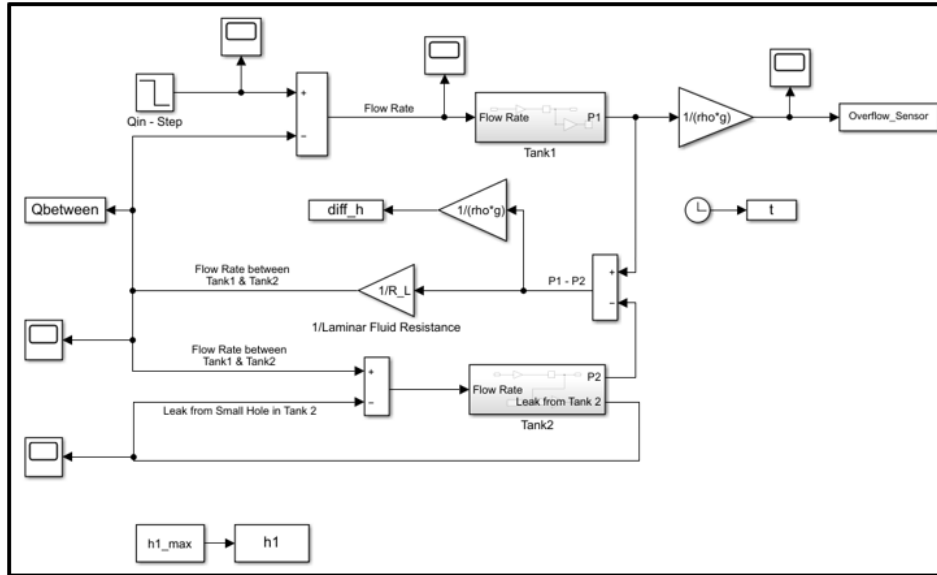 +
−
Qin - Step
Flow Rate
Flow Rate
P1
Tank1
1/(rho*g)
Overflow_Sensor
Qbetween
diff_h
1/(rho*g)
t
Flow Rate between
Tank1 & Tank2
1/R_L
P1 - P2
+
−
1/Laminar Fluid Resistance
Flow Rate between
Tank1 & Tank2
+
−
Leak from Small Hole in Tank 2
Flow Rate
P2
Leak from Tank 2
Tank2
h1_max
h1